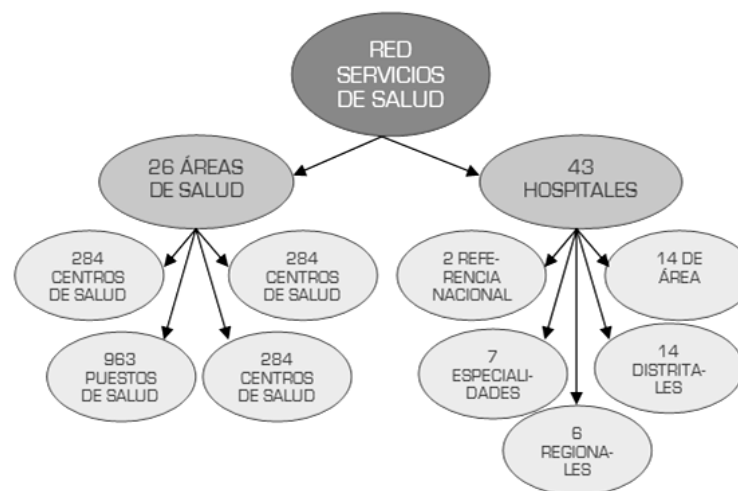 RED
SERVICIOS
DE SALUD
26 ÁREAS
DE SALUD
43
HOSPITALES
284
CENTROS
DE SALUD
284
CENTROS
DE SALUD
963
PUESTOS
DE SALUD
284
CENTROS
DE SALUD
2 REFE-
RENCIA
NACIONAL
14 DE
ÁREA
7
ESPECIALI-
DADES
14
DISTRITA-
LES
6
REGIONA-
LES